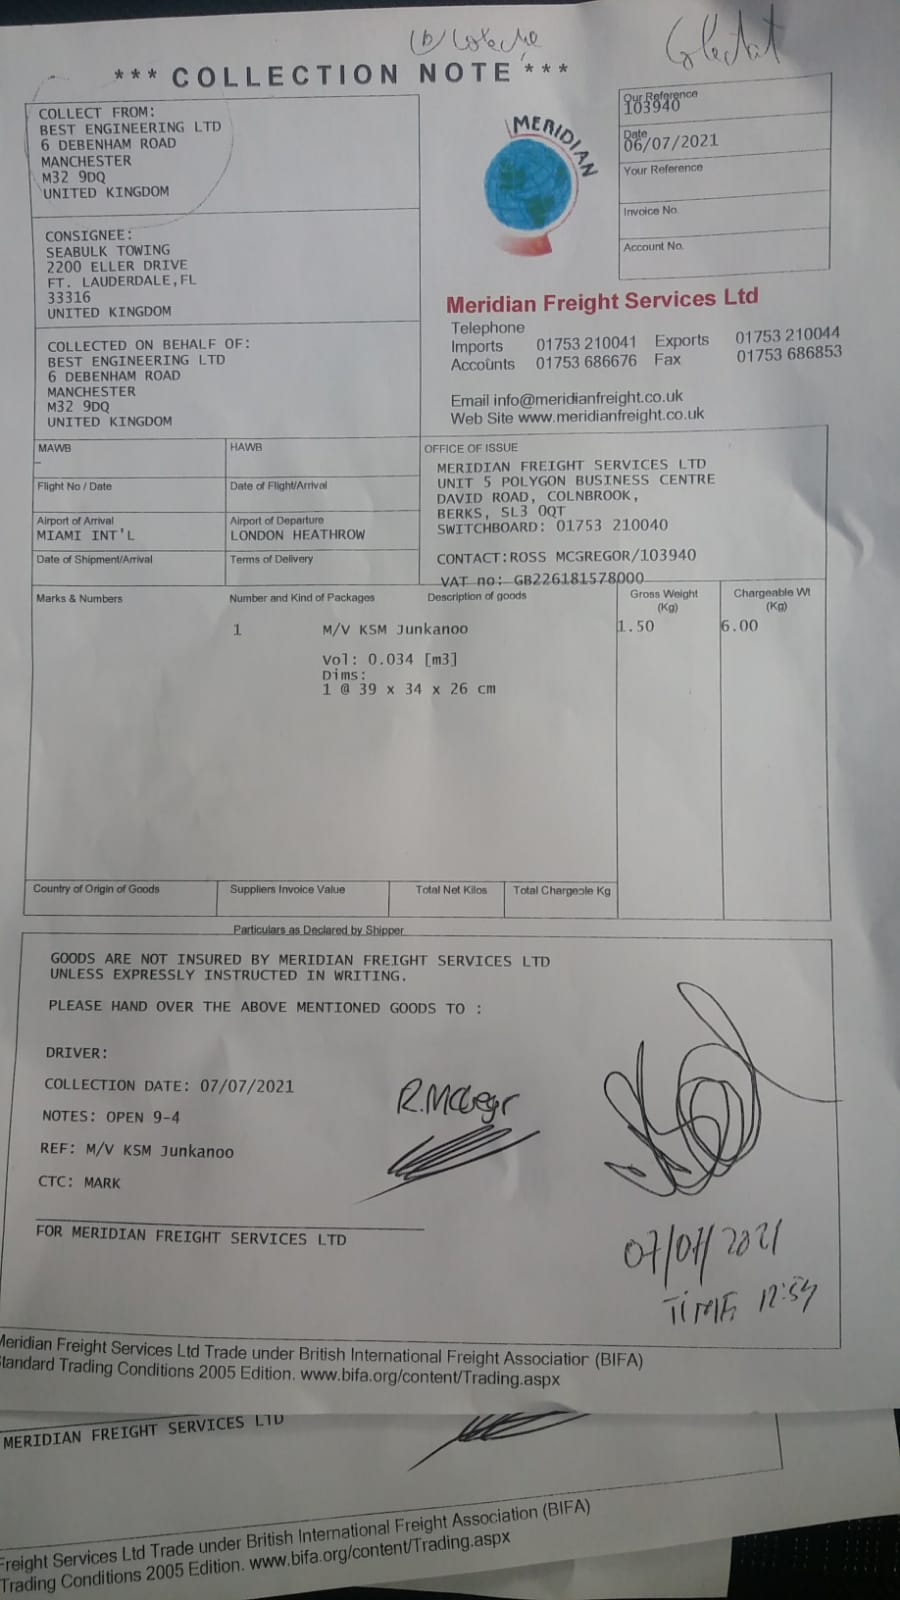 *** COLLECTION NOTE ***
COLLECT FROM:
BEST ENGINEERING LTD
6 DEBENHAM ROAD
MANCHESTER
M32 9DQ
UNITED KINGDOM
MERIDIAN
Our Reference
103940
Date
06/07/2021
Your Reference
Invoice No.
Account No.
CONSIGNEE:
SEABULK TOWING
2200 ELLER DRIVE
FT. LAUDERDALE,FL
33316
UNITED KINGDOM
Meridian Freight Services Ltd
Telephone
Imports 01753 210041 Exports 01753 210044
Accounts 01753 686676 Fax 01753 686853
Email info@meridianfreight.co.uk
Web Site www.meridianfreight.co.uk
COLLECTED ON BEHALF OF:
BEST ENGINEERING LTD
6 DEBENHAM ROAD
MANCHESTER
M32 9DQ
UNITED KINGDOM
MAWB HAWB
Flight No / Date Date of Flight/Arrival
Airport of Arrival Airport of Departure
MIAMI INT'L LONDON HEATHROW
Date of Shipment/Arrival Terms of Delivery
OFFICE OF ISSUE
MERIDIAN FREIGHT SERVICES LTD
UNIT 5 POLYGON BUSINESS CENTRE
DAVID ROAD, COLNBROOK,
BERKS, SL3 0QT
SWITCHBOARD: 01753 210040
CONTACT:ROSS MCGREGOR/103940
VAT no: GB226181578000
Marks & Numbers Number and Kind of Packages Description of goods Gross Weight (Kg) Chargeable Wt (Kg)
1 M/V KSM Junkanoo 1.50 6.00
Vol: 0.034 [m3]
Dims:
1 @ 39 x 34 x 26 cm
Country of Origin of Goods Suppliers Invoice Value Total Net Kilos Total Chargeable Kg
Particulars as Declared by Shipper
GOODS ARE NOT INSURED BY MERIDIAN FREIGHT SERVICES LTD
UNLESS EXPRESSLY INSTRUCTED IN WRITING.
PLEASE HAND OVER THE ABOVE MENTIONED GOODS TO :
DRIVER:
COLLECTION DATE: 07/07/2021
NOTES: OPEN 9-4
REF: M/V KSM Junkanoo
CTC: MARK
FOR MERIDIAN FREIGHT SERVICES LTD
07/07/2021
TIME 12:54
Meridian Freight Services Ltd Trade under British International Freight Association (BIFA)
Standard Trading Conditions 2005 Edition. www.bifa.org/content/Trading.aspx
MERIDIAN FREIGHT SERVICES LTD
Freight Services Ltd Trade under British International Freight Association (BIFA)
Trading Conditions 2005 Edition. www.bifa.org/content/Trading.aspx